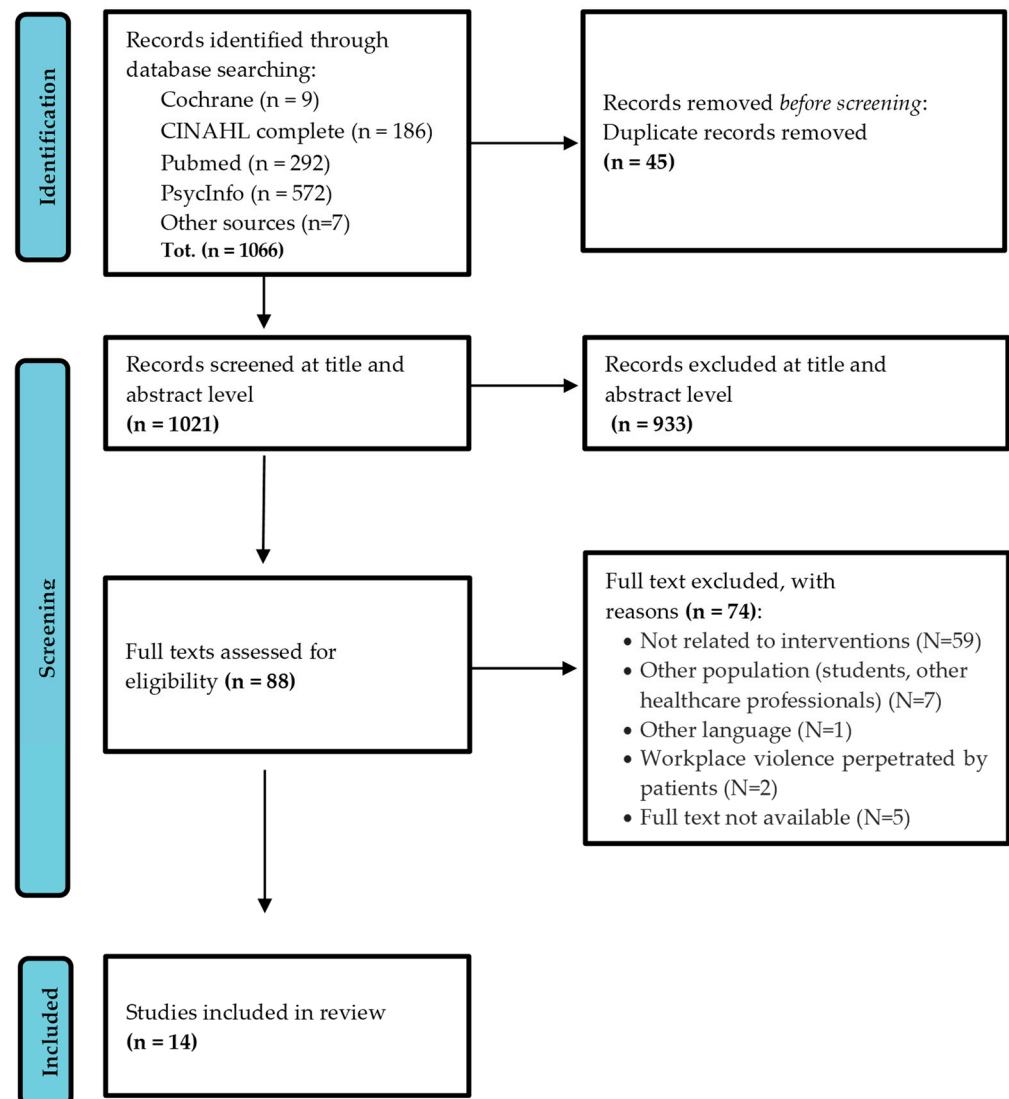 Identification
Records identified through
database searching:
Cochrane (n = 9)
CINAHL complete (n = 186)
Pubmed (n = 292)
PsycInfo (n = 572)
Other sources (n=7)
Tot. (n = 1066)
Records removed before screening:
Duplicate records removed
(n = 45)
Screening
Records screened at title and
abstract level
(n = 1021)
Records excluded at title and
abstract level
(n = 933)
Full texts assessed for
eligibility (n = 88)
Full text excluded, with
reasons (n = 74):
• Not related to interventions (N=59)
• Other population (students, other
healthcare professionals) (N=7)
• Other language (N=1)
• Workplace violence perpetrated by
patients (N=2)
• Full text not available (N=5)
Included
Studies included in review
(n = 14)